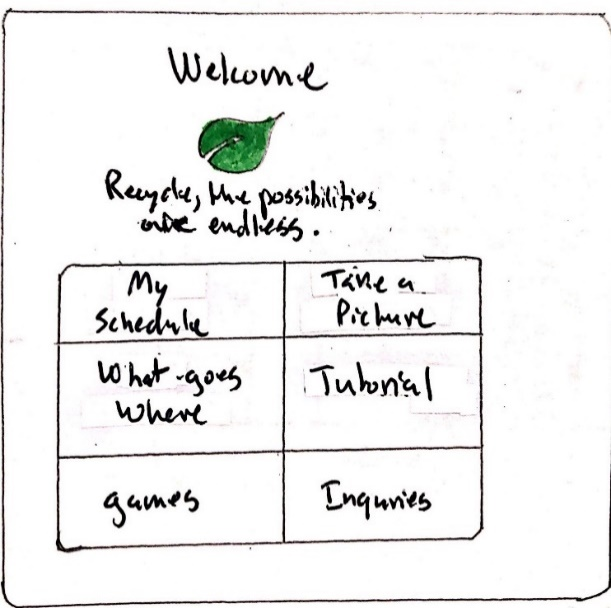 Welcome
Recycle, the possibilities
are endless.
My
Schedule
Take a
Picture
What goes
Where
Tutorial
games
Inquries